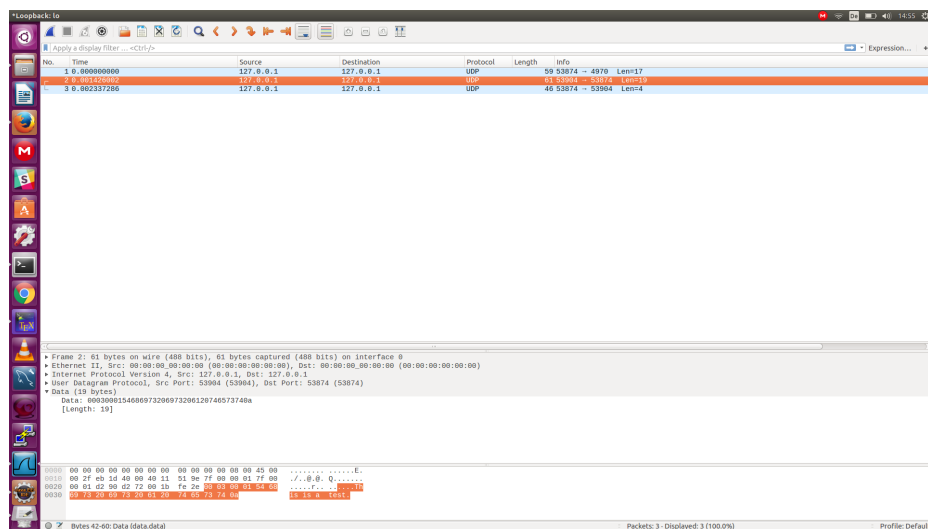 *Loopback: lo
De
14:55
Apply a display filter ... <Ctrl-/>
Expression...
No. Time Source Destination Protocol Length Info
1 0.000000000 127.0.0.1 127.0.0.1 UDP 59 53874 → 4970 Len=17
2 0.001426002 127.0.0.1 127.0.0.1 UDP 61 53904 → 53874 Len=19
3 0.002337286 127.0.0.1 127.0.0.1 UDP 46 53874 → 53904 Len=4
Frame 2: 61 bytes on wire (488 bits), 61 bytes captured (488 bits) on interface 0
Ethernet II, Src: 00:00:00_00:00:00 (00:00:00:00:00:00), Dst: 00:00:00_00:00:00 (00:00:00:00:00:00)
Internet Protocol Version 4, Src: 127.0.0.1, Dst: 127.0.0.1
User Datagram Protocol, Src Port: 53904 (53904), Dst Port: 53874 (53874)
Data (19 bytes)
Data: 00030001546869732069732061207465737 40a
[Length: 19]
0000 00 00 00 00 00 00 00 00 00 00 00 00 08 00 45 00 ........ ......E.
0010 00 2f eb 1d 40 00 40 11 51 9e 7f 00 00 01 7f 00 ./..@.@. Q.......
0020 00 01 d2 90 d2 72 00 1b fe 2e 00 03 00 01 54 68 .....r.. ......Th
0030 69 73 20 69 73 20 61 20 74 65 73 74 0a is is a test.
Bytes 42-60: Data (data.data)
Packets: 3 · Displayed: 3 (100.0%)
Profile: Defaul